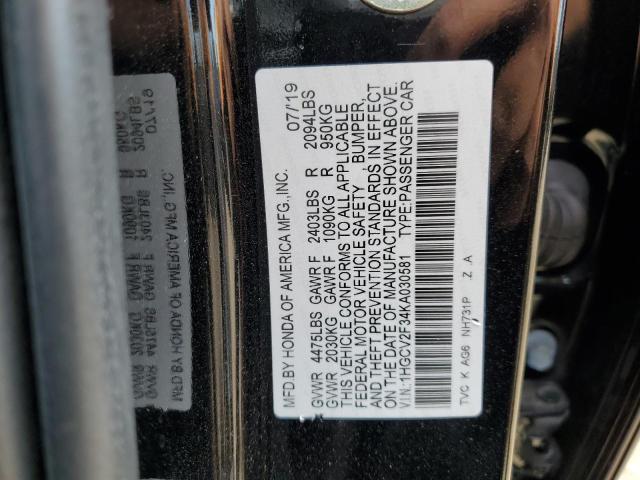 MFD.BY HONDA OF AMERICA MFG.,INC. 07/19
GVWR 4475LBS GAWR F 2403LBS R 2094LBS
GVWR 2030KG GAWR F 1090KG R 950KG
THIS VEHICLE CONFORMS TO ALL APPLICABLE
FEDERAL MOTOR VEHICLE SAFETY, BUMPER,
AND THEFT PREVENTION STANDARDS IN EFFECT
ON THE DATE OF MANUFACTURE SHOWN ABOVE.
V.I.N.:1HGCV2F34KA030581 TYPE:PASSENGER CAR
TVC K AG6 NH731P Z A